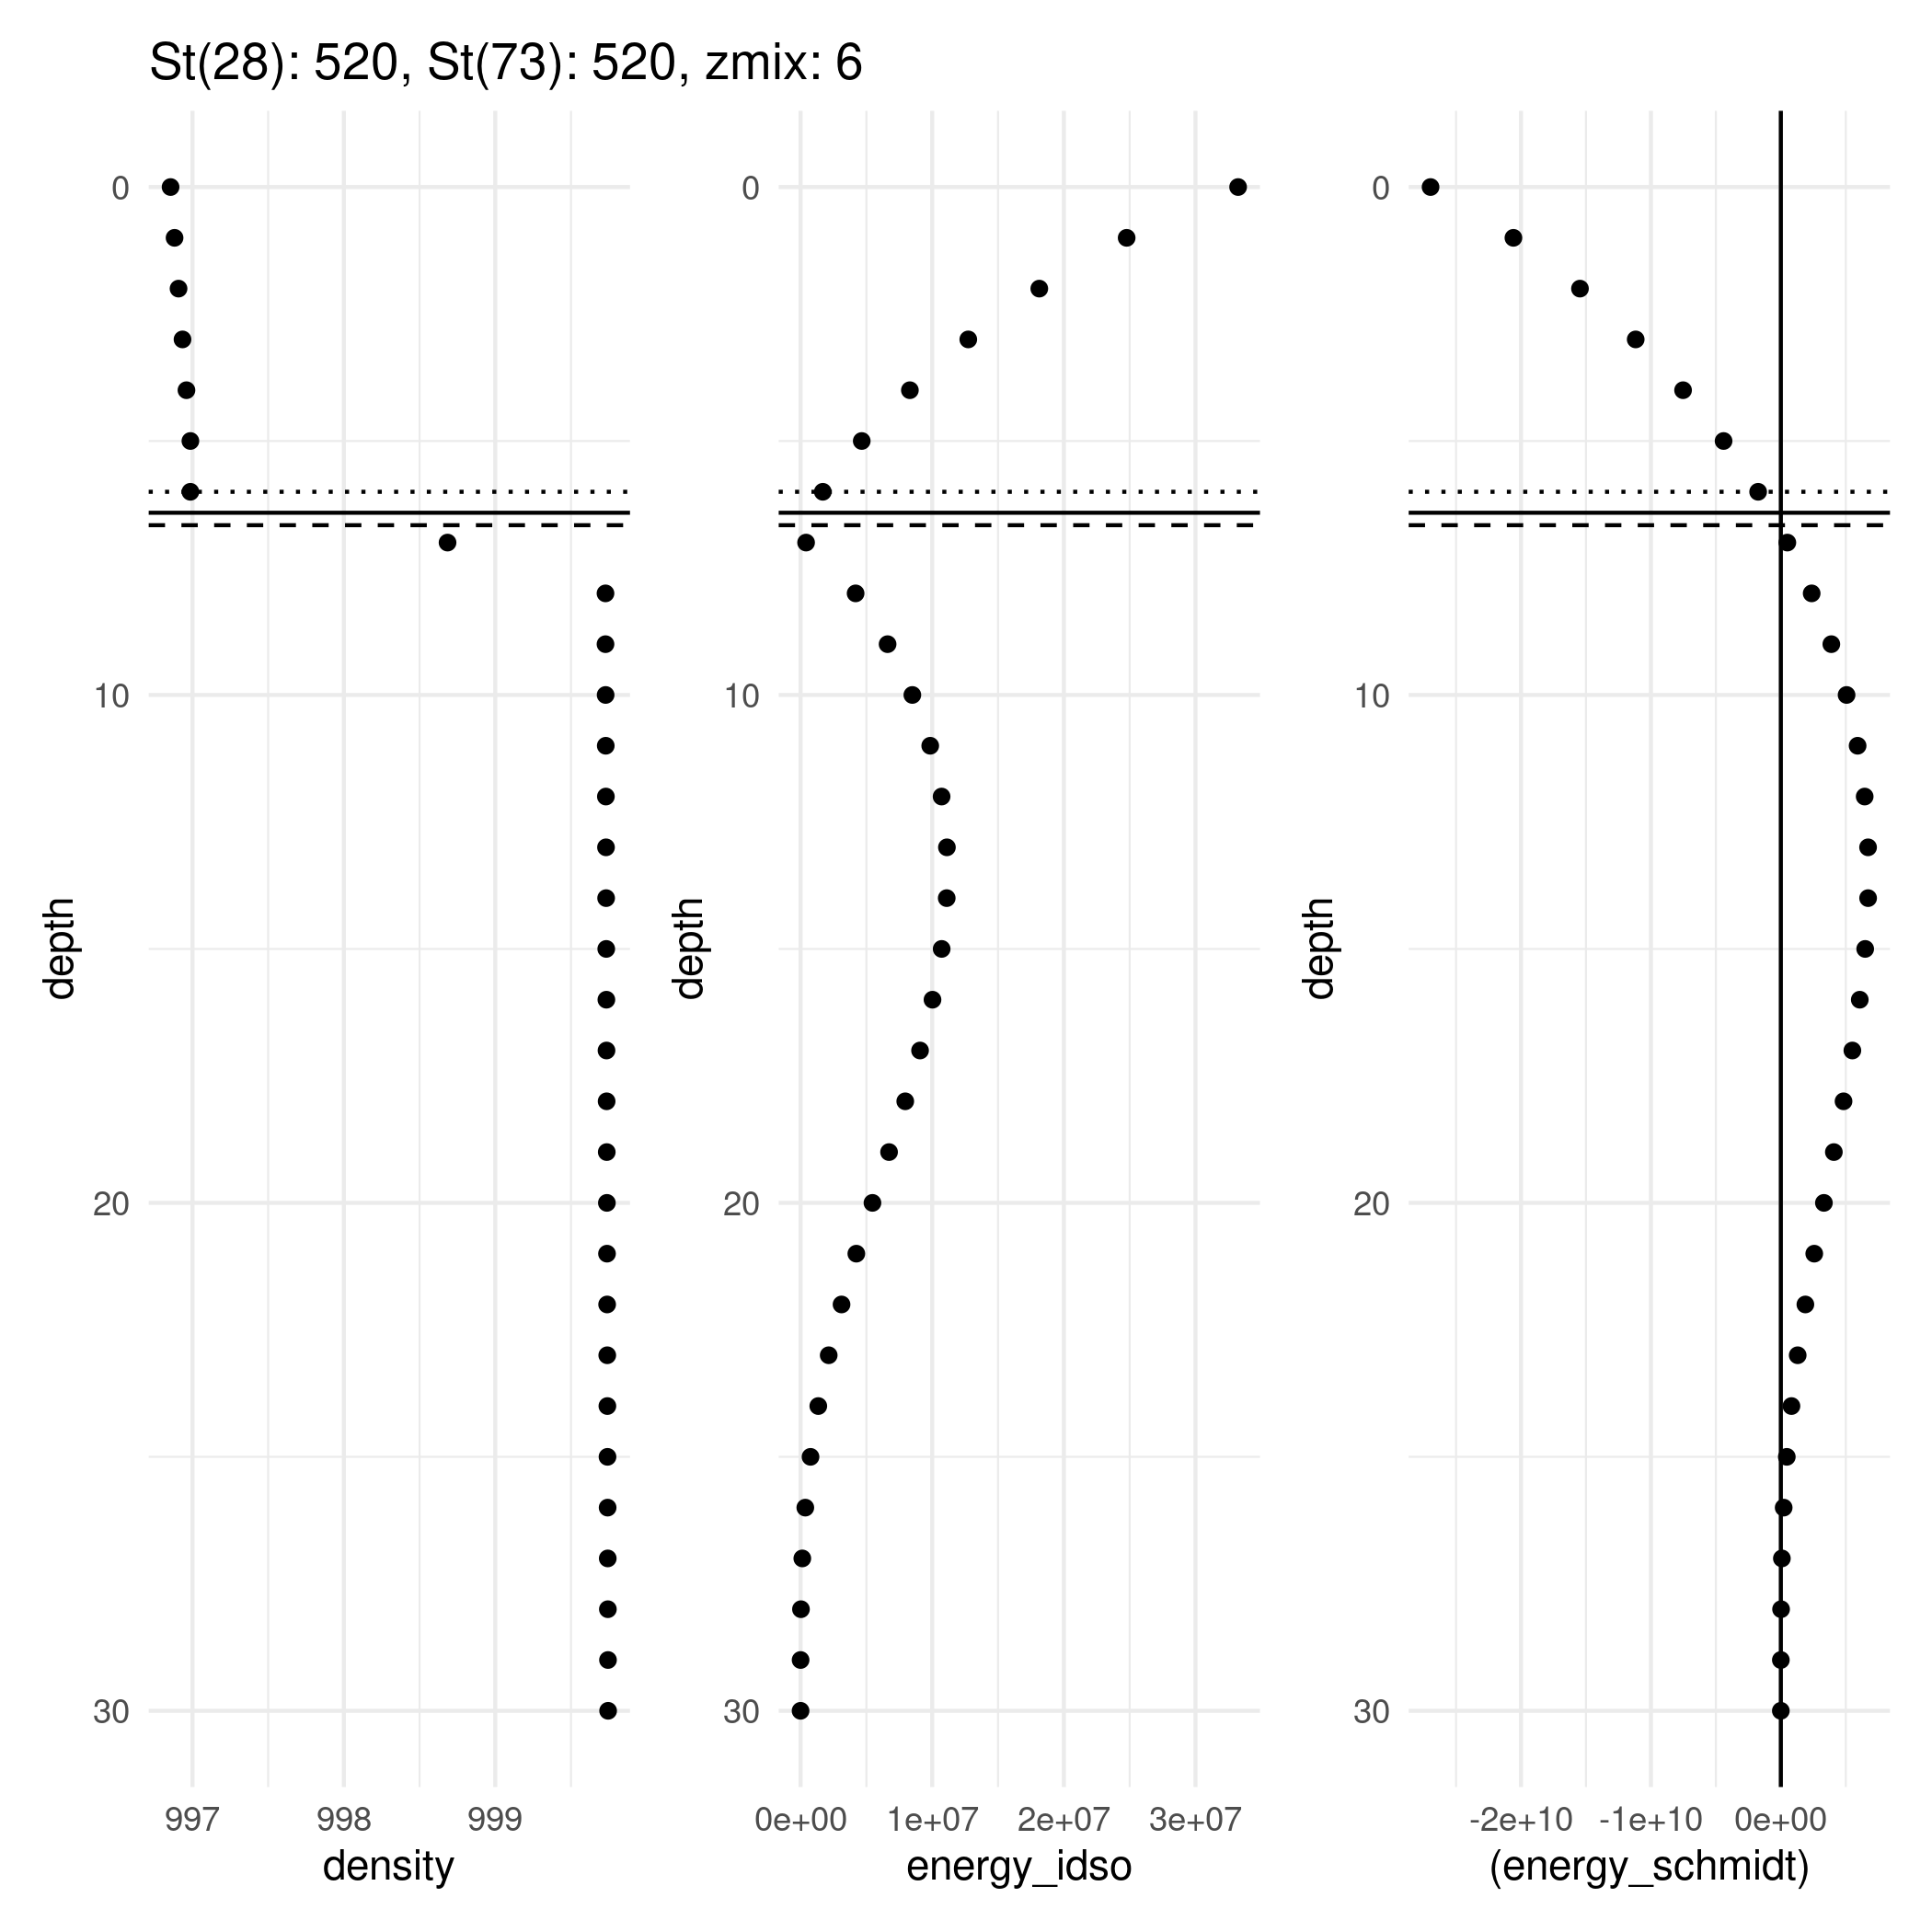 St(28): 520, St(73): 520, zmix: 6
0
10
20
30
depth
997 998 999
density
0
10
20
30
depth
0e+00 1e+07 2e+07 3e+07
energy_idso
0
10
20
30
depth
-2e+10 -1e+10 0e+00
(energy_schmidt)